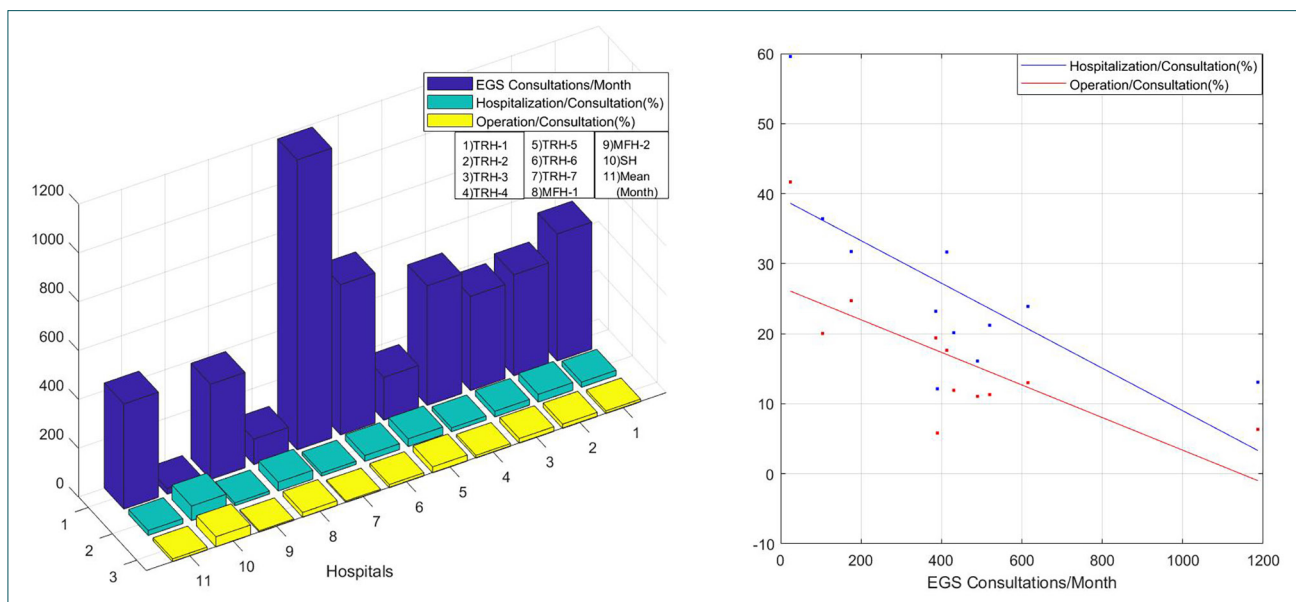 EGS Consultations/Month
Hospitalization/Consultation(%)
Operation/Consultation(%)
1)TRH-1 5)TRH-5 9)MFH-2
2)TRH-2 6)TRH-6 10)SH
3)TRH-3 7)TRH-7 11)Mean
4)TRH-4 8)MFH-1 (Month)
1200
1000
800
600
400
200
0
1
2
3
11
10
9
8
7
6
5
4
3
2
1
Hospitals
Hospitalization/Consultation(%)
Operation/Consultation(%)
60
50
40
30
20
10
0
-10
0 200 400 600 800 1000 1200
EGS Consultations/Month